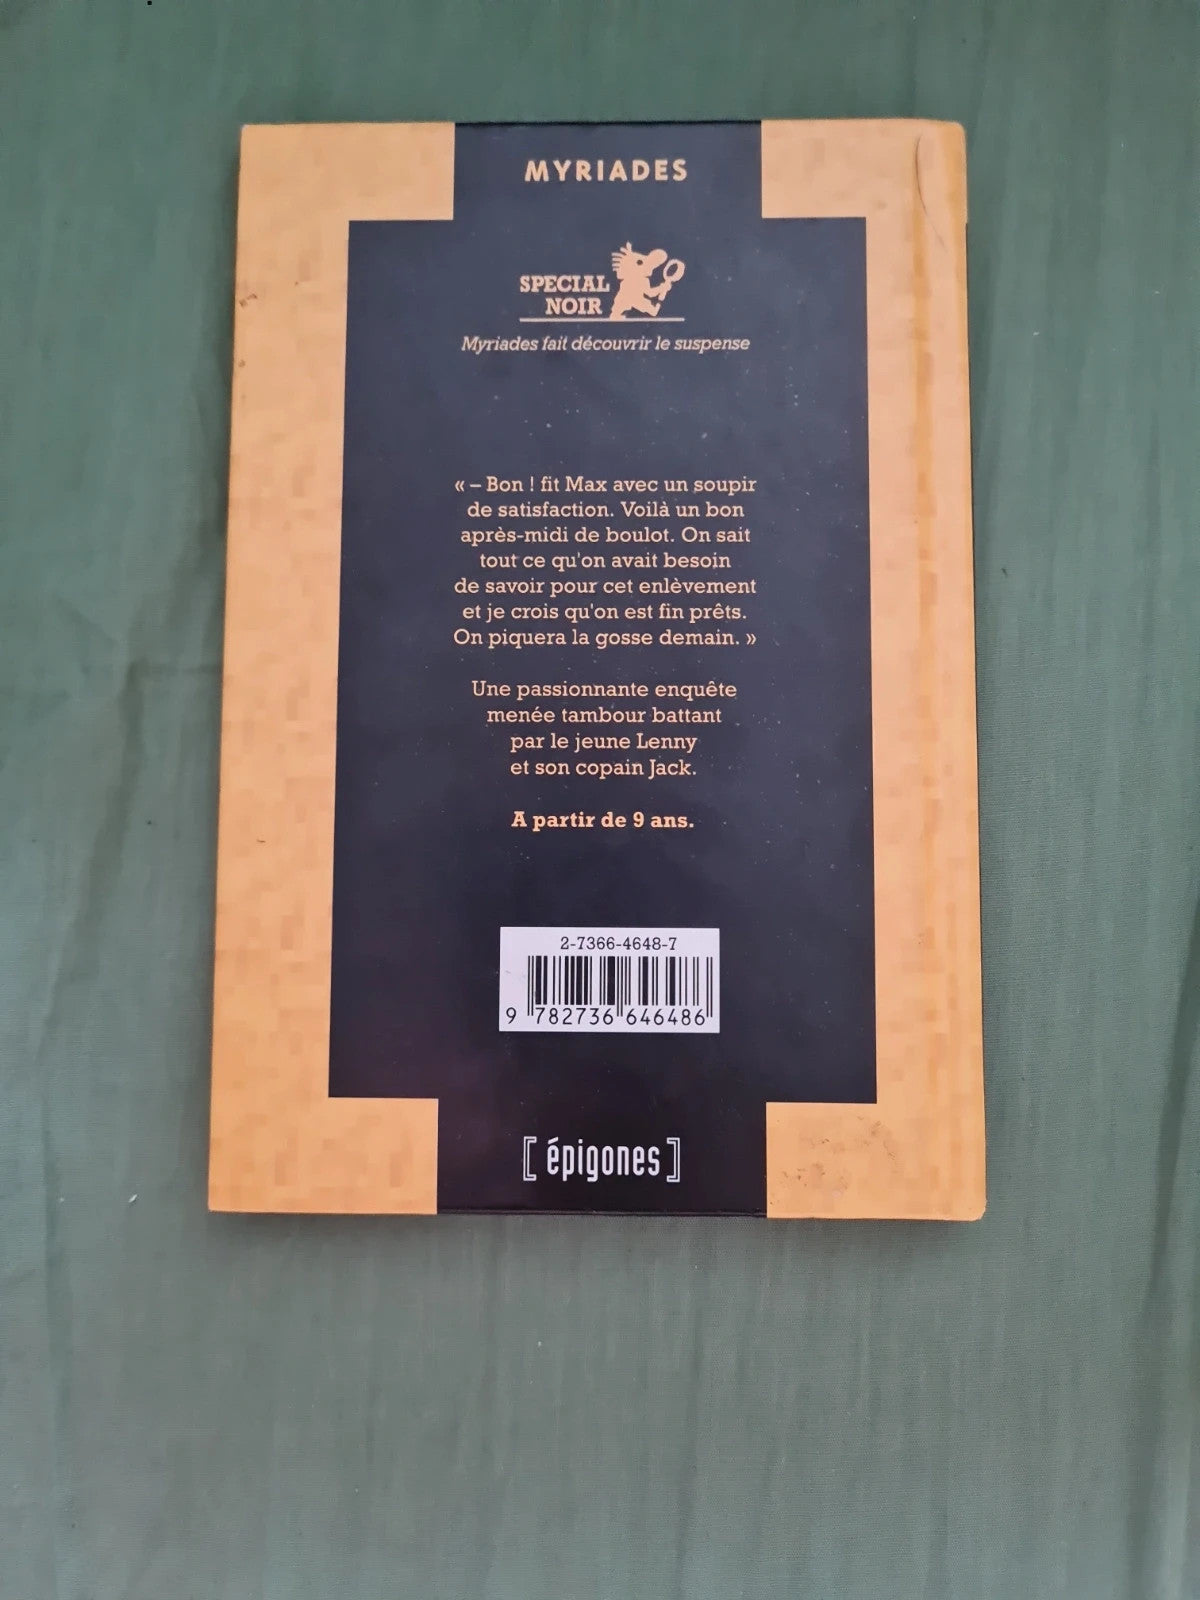 MYRIADES
SPECIAL
NOIR
Myriades fait découvrir le suspense
« – Bon ! fit Max avec un soupir
de satisfaction. Voilà un bon
après-midi de boulot. On sait
tout ce qu'on avait besoin
de savoir pour cet enlèvement
et je crois qu'on est fin prêts.
On piquera la gosse demain. »
Une passionnante enquête
menée tambour battant
par le jeune Lenny
et son copain Jack.
A partir de 9 ans.
2-7366-4648-7
9 782736 646486
[ épigones ]